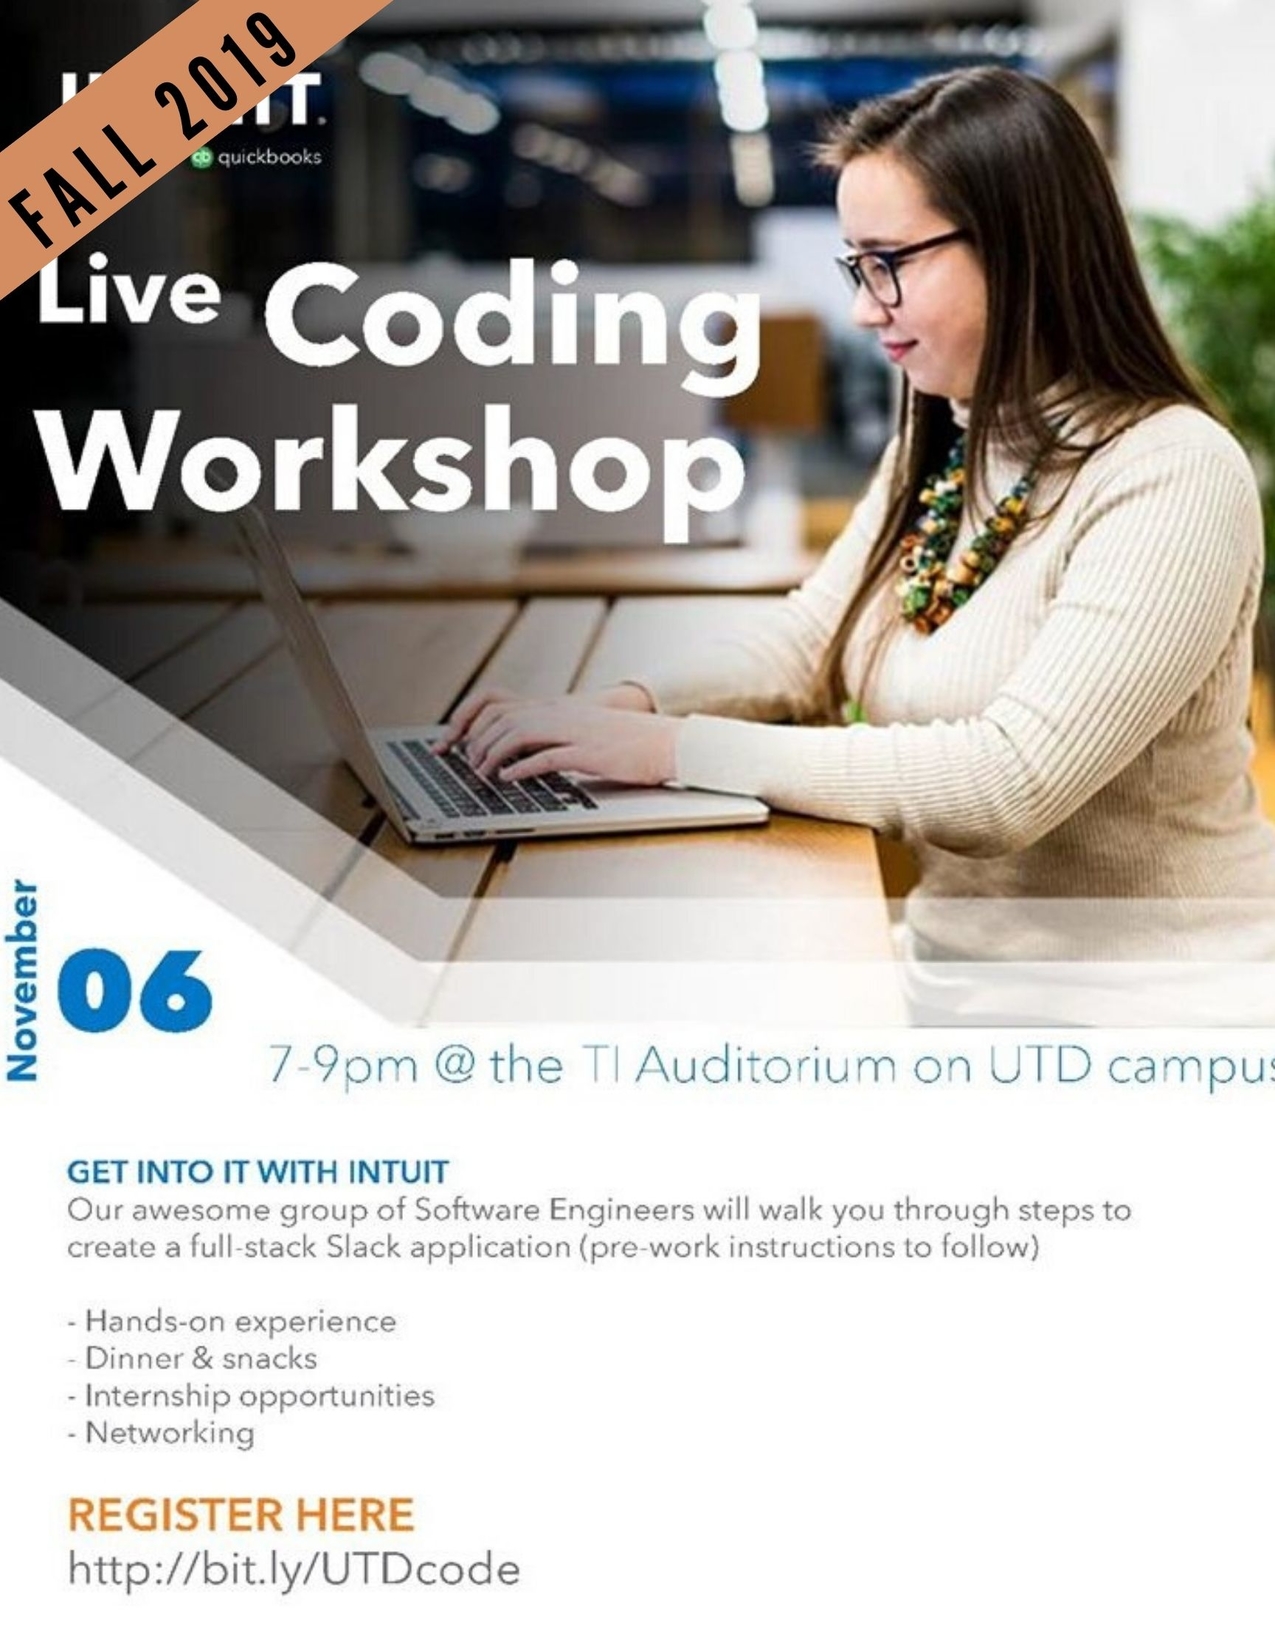 FALL 2019
quickbooks
Live Coding
Workshop
November
06
7-9pm @ the TI Auditorium on UTD campus
GET INTO IT WITH INTUIT
Our awesome group of Software Engineers will walk you through steps to
create a full-stack Slack application (pre-work instructions to follow)
- Hands-on experience
- Dinner & snacks
- Internship opportunities
- Networking
REGISTER HERE
http://bit.ly/UTDcode